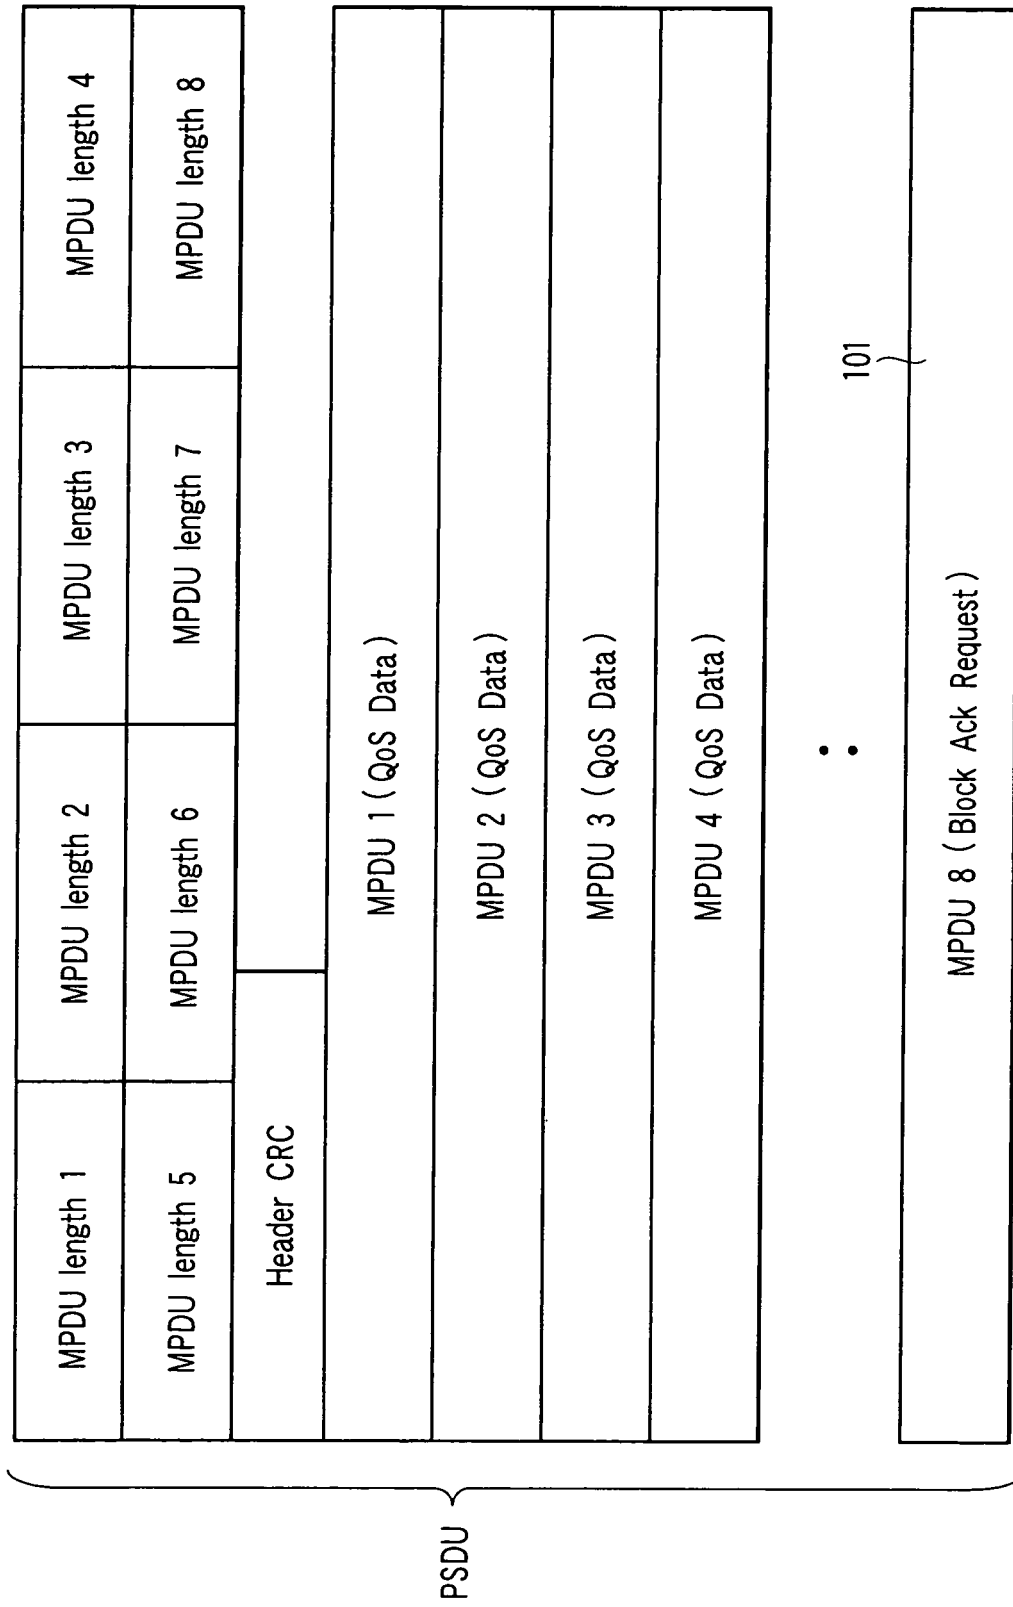 MPDU length 1
MPDU length 2
MPDU length 3
MPDU length 4
MPDU length 5
MPDU length 6
MPDU length 7
MPDU length 8
Header CRC
MPDU 1 (QoS Data)
MPDU 2 (QoS Data)
MPDU 3 (QoS Data)
MPDU 4 (QoS Data)
101
MPDU 8 (Block Ack Request)
PSDU